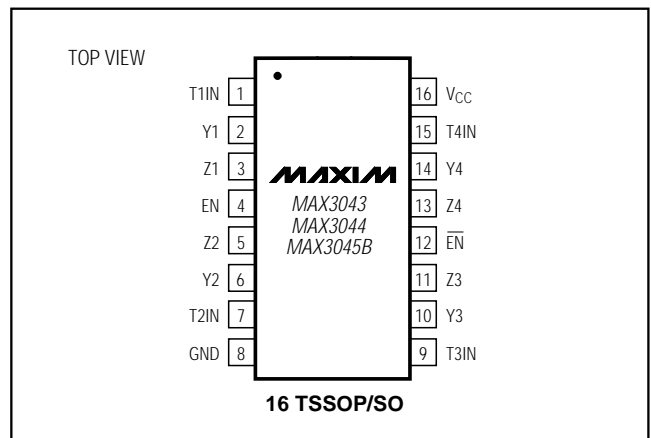 TOP VIEW
T1IN 1
Y1 2
Z1 3
EN 4
Z2 5
Y2 6
T2IN 7
GND 8
MAXIM
MAX3043
MAX3044
MAX3045B
16 VCC
15 T4IN
14 Y4
13 Z4
12 E̅N̅
11 Z3
10 Y3
9 T3IN
16 TSSOP/SO